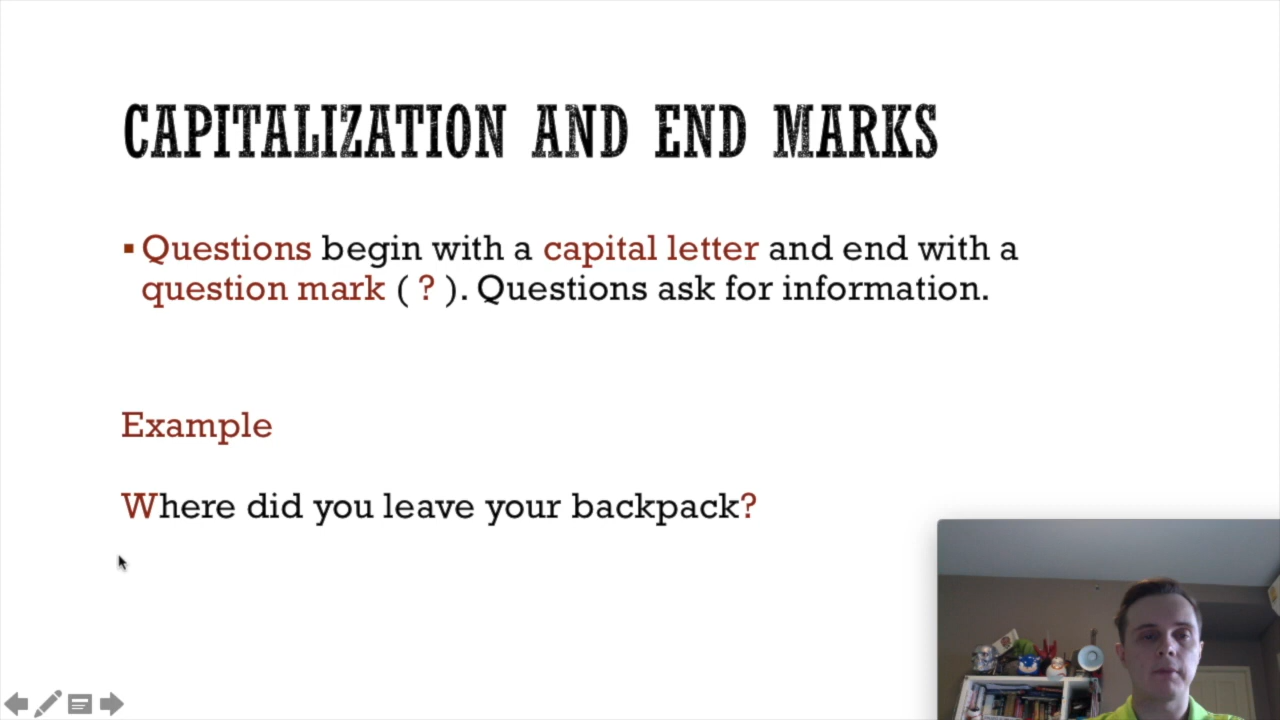 CAPITALIZATION AND END MARKS
▪ Questions begin with a capital letter and end with a
question mark ( ? ). Questions ask for information.
Example
Where did you leave your backpack?